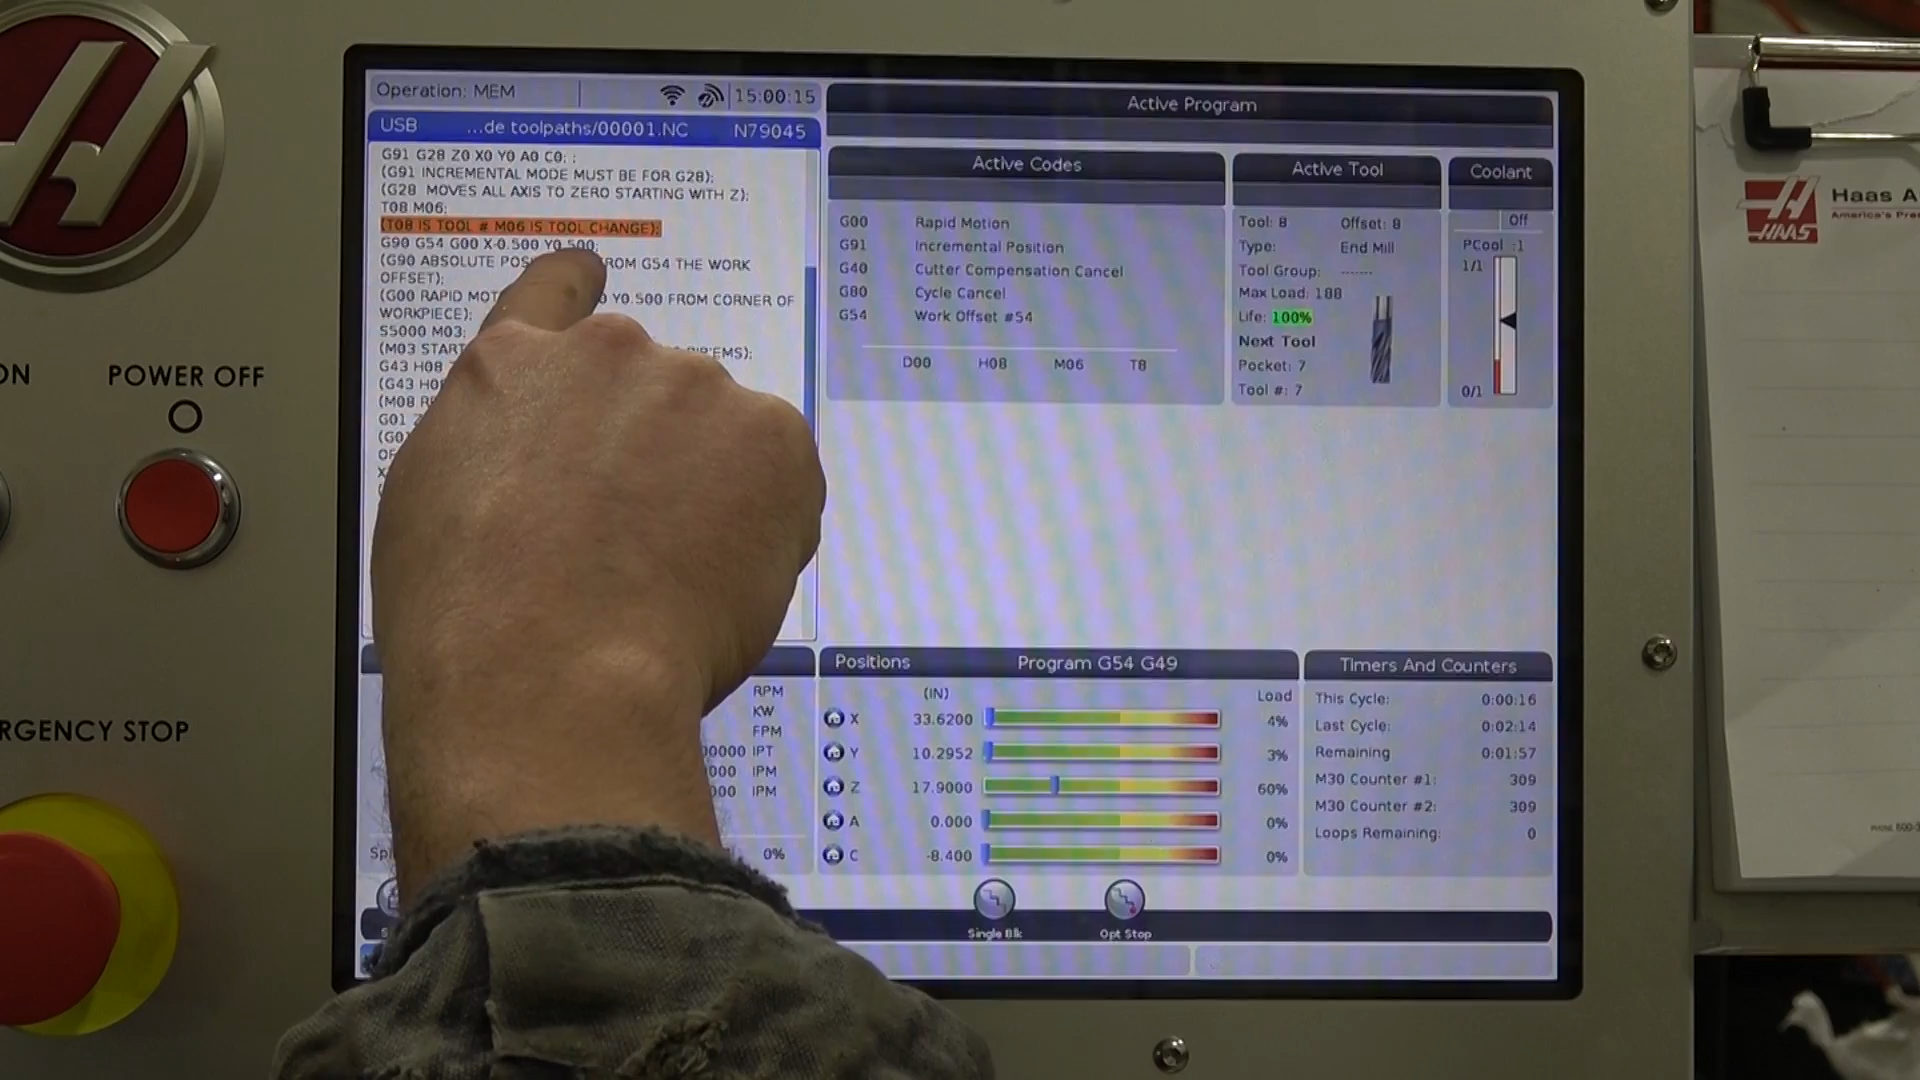 Operation: MEM
15:00:15
USB ...de toolpaths/00001.NC N79045
G91 G28 Z0 X0 Y0 A0 C0; ;
(G91 INCREMENTAL MODE MUST BE FOR G28);
(G28 MOVES ALL AXIS TO ZERO STARTING WITH Z);
T08 M06;
(T08 IS TOOL # M06 IS TOOL CHANGE);
G90 G54 G00 X-0.500 Y0.500;
(G90 ABSOLUTE ROM G54 THE WORK
OFFSET);
(G00 RAPID Y0.500 FROM CORNER OF
WORKPIECE);
S5000 M03;
(M03 START
G43 H08
(G43
(M08
G01
ON
POWER OFF
RGENCY STOP
Active Program
Active Codes
G00 Rapid Motion
G91 Incremental Position
G40 Cutter Compensation Cancel
G80 Cycle Cancel
G54 Work Offset #54
D00 H08 M06 T8
Active Tool
Tool: 8 Offset: 8
Type: End Mill
Tool Group: ------
Max Load: 188
Life: 100%
Next Tool
Pocket: 7
Tool #: 7
Coolant
Off
PCool :1
1/1
0/1
RPM
KW
FPM
IPT
IPM
IPM
0%
Positions Program G54 G49
(IN) Load
X 33.6200 4%
Y 10.2952 3%
Z 17.9000 60%
A 0.000 0%
C -8.400 0%
Timers And Counters
This Cycle: 0:00:16
Last Cycle: 0:02:14
Remaining 0:01:57
M30 Counter #1: 309
M30 Counter #2: 309
Loops Remaining: 0
Single Blk
Opt Stop
Haas A
America's
HAAS